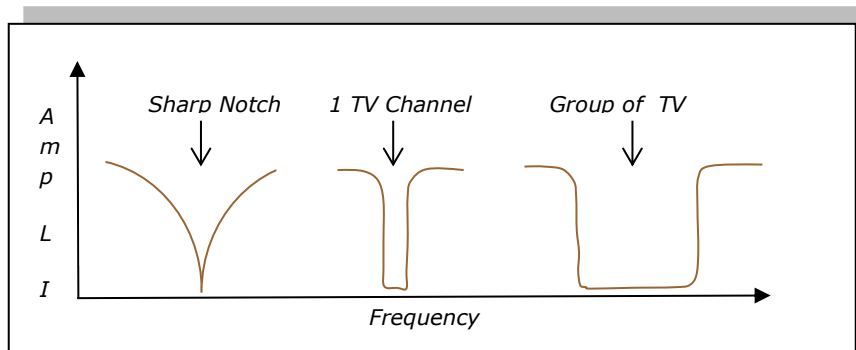 Sharp Notch
1 TV Channel
Group of TV
A
m
p
L
I
Frequency